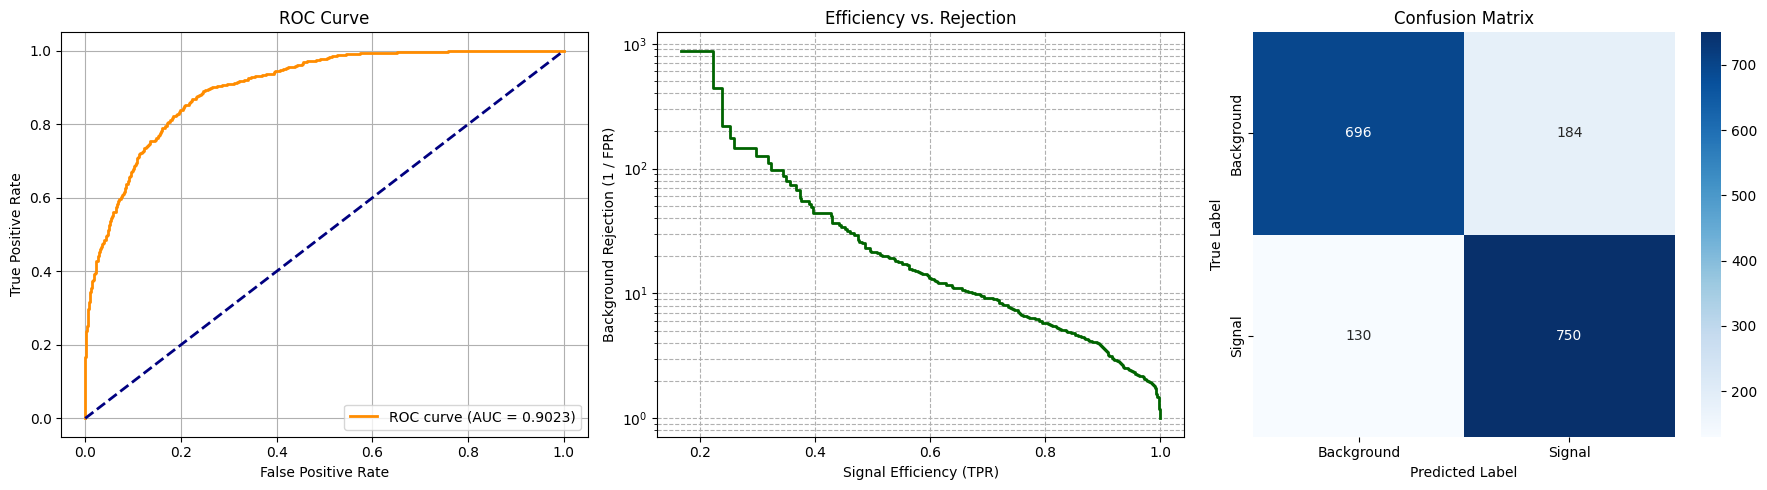 ROC Curve
True Positive Rate
1.0
0.8
0.6
0.4
0.2
0.0
0.0 0.2 0.4 0.6 0.8 1.0
False Positive Rate
ROC curve (AUC = 0.9023)
Efficiency vs. Rejection
Background Rejection (1 / FPR)
10³
10²
10¹
10⁰
0.2 0.4 0.6 0.8 1.0
Signal Efficiency (TPR)
Confusion Matrix
True Label
Background
Signal
696 184
130 750
Background Signal
Predicted Label
700
600
500
400
300
200